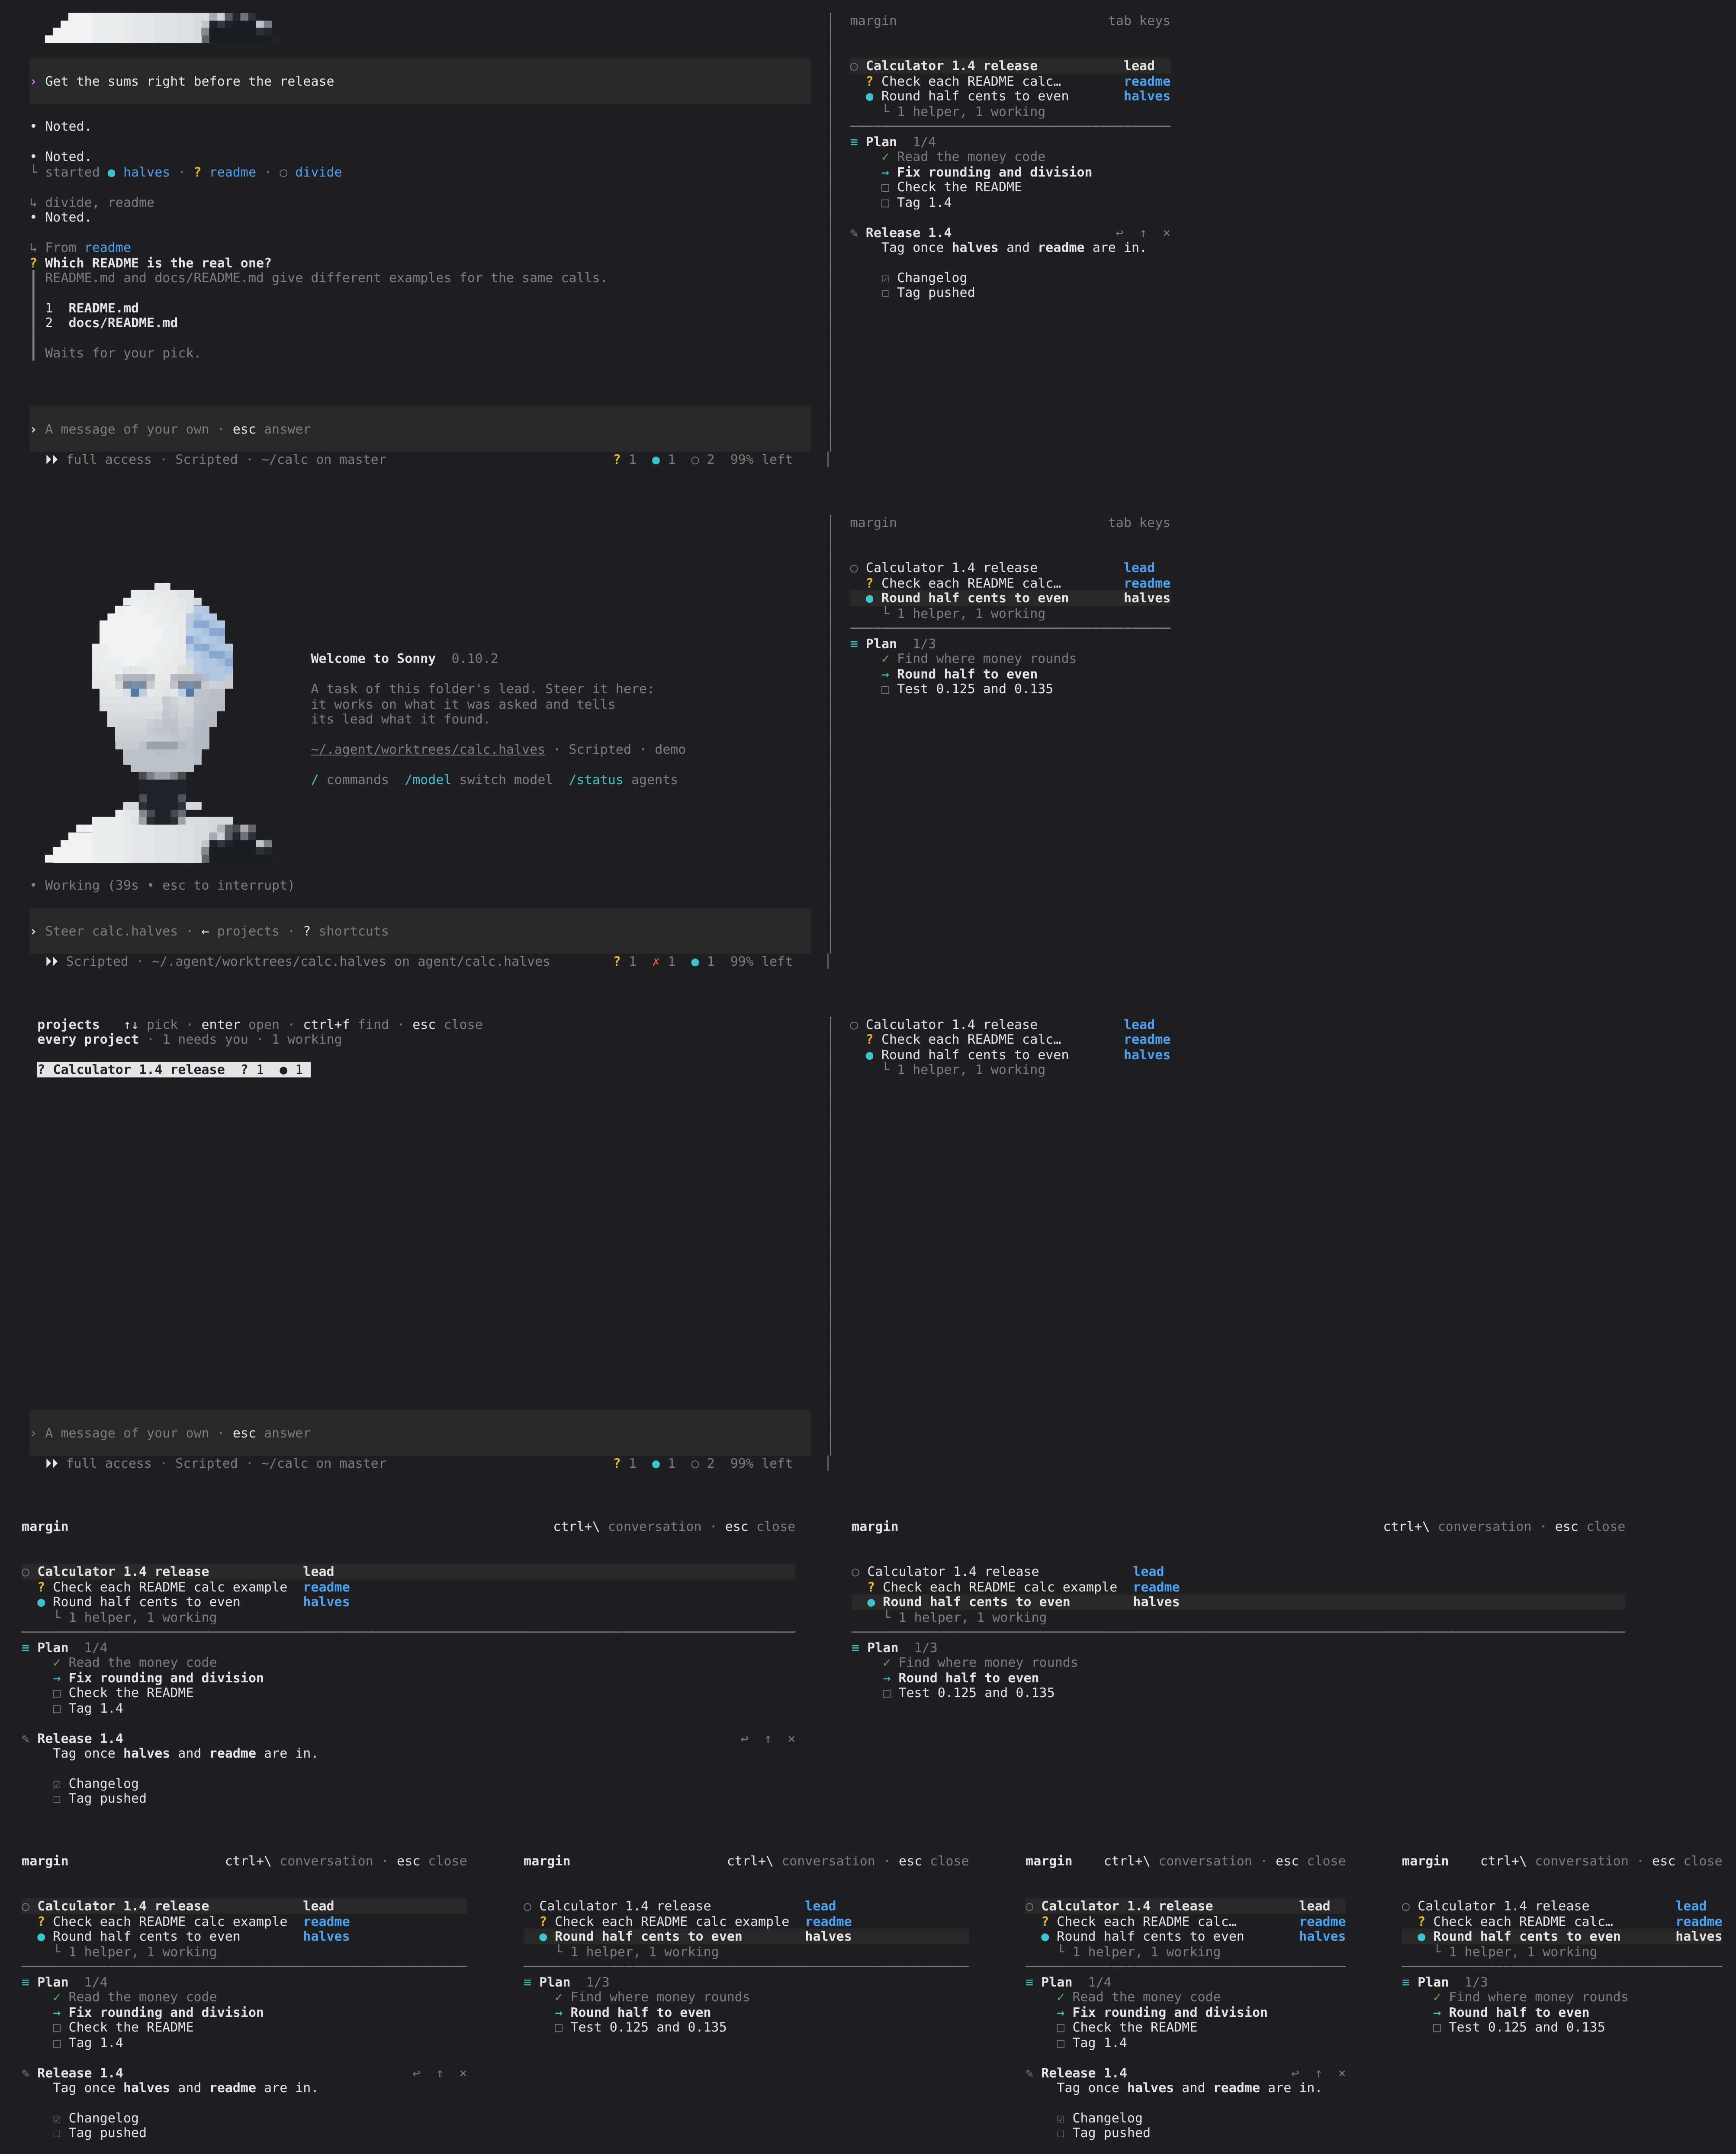 › Get the sums right before the release
• Noted.
• Noted.
└ started ● halves · ? readme · ○ divide
↳ divide, readme
• Noted.
↳ From readme
? Which README is the real one?
README.md and docs/README.md give different examples for the same calls.
1 README.md
2 docs/README.md
Waits for your pick.
› A message of your own · esc answer
⏵⏵ full access · Scripted · ~/calc on master ? 1 ● 1 ○ 2 99% left
margin tab keys
○ Calculator 1.4 release lead
? Check each README calc… readme
● Round half cents to even halves
└ 1 helper, 1 working
≡ Plan 1/4
✓ Read the money code
→ Fix rounding and division
□ Check the README
□ Tag 1.4
✎ Release 1.4 ↩ ↑ ×
Tag once halves and readme are in.
☑ Changelog
☐ Tag pushed
Welcome to Sonny 0.10.2
A task of this folder's lead. Steer it here:
it works on what it was asked and tells
its lead what it found.
~/.agent/worktrees/calc.halves · Scripted · demo
/ commands /model switch model /status agents
• Working (39s • esc to interrupt)
› Steer calc.halves · ← projects · ? shortcuts
⏵⏵ Scripted · ~/.agent/worktrees/calc.halves on agent/calc.halves ? 1 ✗ 1 ● 1 99% left
margin tab keys
○ Calculator 1.4 release lead
? Check each README calc… readme
● Round half cents to even halves
└ 1 helper, 1 working
≡ Plan 1/3
✓ Find where money rounds
→ Round half to even
□ Test 0.125 and 0.135
projects ↑↓ pick · enter open · ctrl+f find · esc close
every project · 1 needs you · 1 working
? Calculator 1.4 release ? 1 ● 1
› A message of your own · esc answer
⏵⏵ full access · Scripted · ~/calc on master ? 1 ● 1 ○ 2 99% left
○ Calculator 1.4 release lead
? Check each README calc… readme
● Round half cents to even halves
└ 1 helper, 1 working
margin ctrl+\ conversation · esc close
○ Calculator 1.4 release lead
? Check each README calc example readme
● Round half cents to even halves
└ 1 helper, 1 working
≡ Plan 1/4
✓ Read the money code
→ Fix rounding and division
□ Check the README
□ Tag 1.4
✎ Release 1.4 ↩ ↑ ×
Tag once halves and readme are in.
☑ Changelog
☐ Tag pushed
margin ctrl+\ conversation · esc close
○ Calculator 1.4 release lead
? Check each README calc example readme
● Round half cents to even halves
└ 1 helper, 1 working
≡ Plan 1/3
✓ Find where money rounds
→ Round half to even
□ Test 0.125 and 0.135
margin ctrl+\ conversation · esc close
○ Calculator 1.4 release lead
? Check each README calc example readme
● Round half cents to even halves
└ 1 helper, 1 working
≡ Plan 1/4
✓ Read the money code
→ Fix rounding and division
□ Check the README
□ Tag 1.4
✎ Release 1.4 ↩ ↑ ×
Tag once halves and readme are in.
☑ Changelog
☐ Tag pushed
margin ctrl+\ conversation · esc close
○ Calculator 1.4 release lead
? Check each README calc example readme
● Round half cents to even halves
└ 1 helper, 1 working
≡ Plan 1/3
✓ Find where money rounds
→ Round half to even
□ Test 0.125 and 0.135
margin ctrl+\ conversation · esc close
○ Calculator 1.4 release lead
? Check each README calc… readme
● Round half cents to even halves
└ 1 helper, 1 working
≡ Plan 1/4
✓ Read the money code
→ Fix rounding and division
□ Check the README
□ Tag 1.4
✎ Release 1.4 ↩ ↑ ×
Tag once halves and readme are in.
☑ Changelog
☐ Tag pushed
margin ctrl+\ conversation · esc close
○ Calculator 1.4 release lead
? Check each README calc… readme
● Round half cents to even halves
└ 1 helper, 1 working
≡ Plan 1/3
✓ Find where money rounds
→ Round half to even
□ Test 0.125 and 0.135